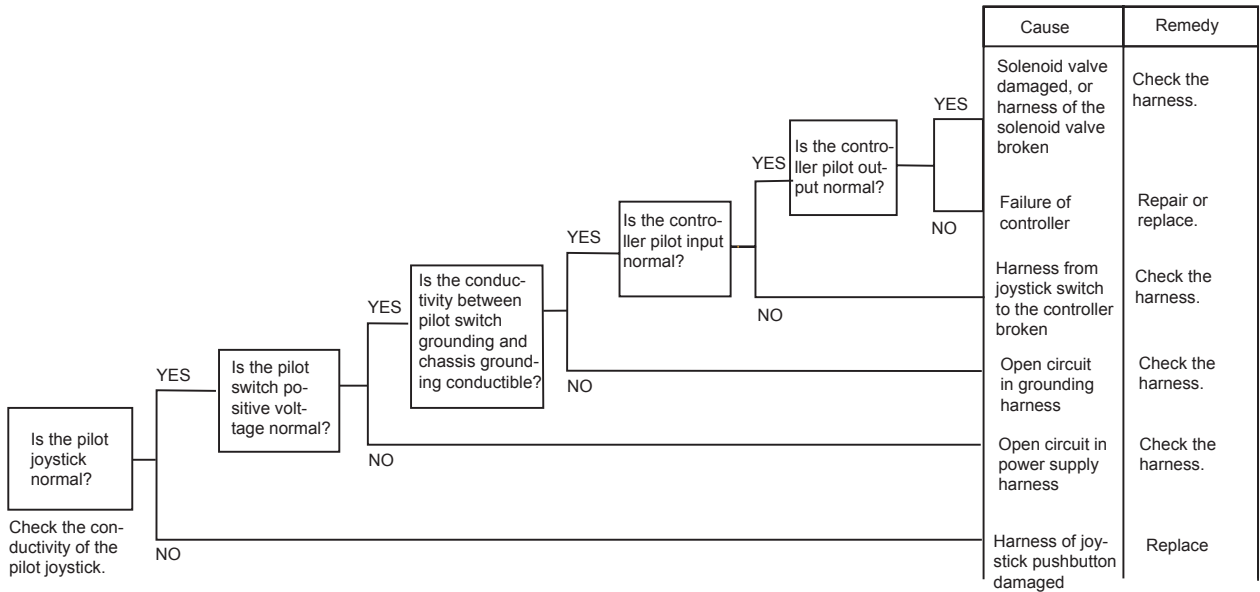 Cause
Remedy
Solenoid valve
damaged, or
harness of the
solenoid valve
broken
Check the
harness.
YES
Is the contro-
ller pilot out-
put normal?
YES
Failure of
controller
Repair or
replace.
NO
Is the contro-
ller pilot input
normal?
YES
Harness from
joystick switch
to the controller
broken
Check the
harness.
NO
Is the conduc-
tivity between
pilot switch
grounding and
chassis ground-
ing conductible?
YES
Open circuit
in grounding
harness
Check the
harness.
NO
Is the pilot
switch po-
sitive volt-
tage normal?
YES
Open circuit in
power supply
harness
Check the
harness.
NO
Is the pilot
joystick
normal?
Check the con-
ductivity of the
pilot joystick.
NO
Harness of joy-
stick pushbutton
damaged
Replace